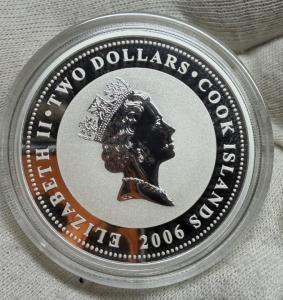 ELIZABETH II · TWO DOLLARS · COOK ISLANDS
2006